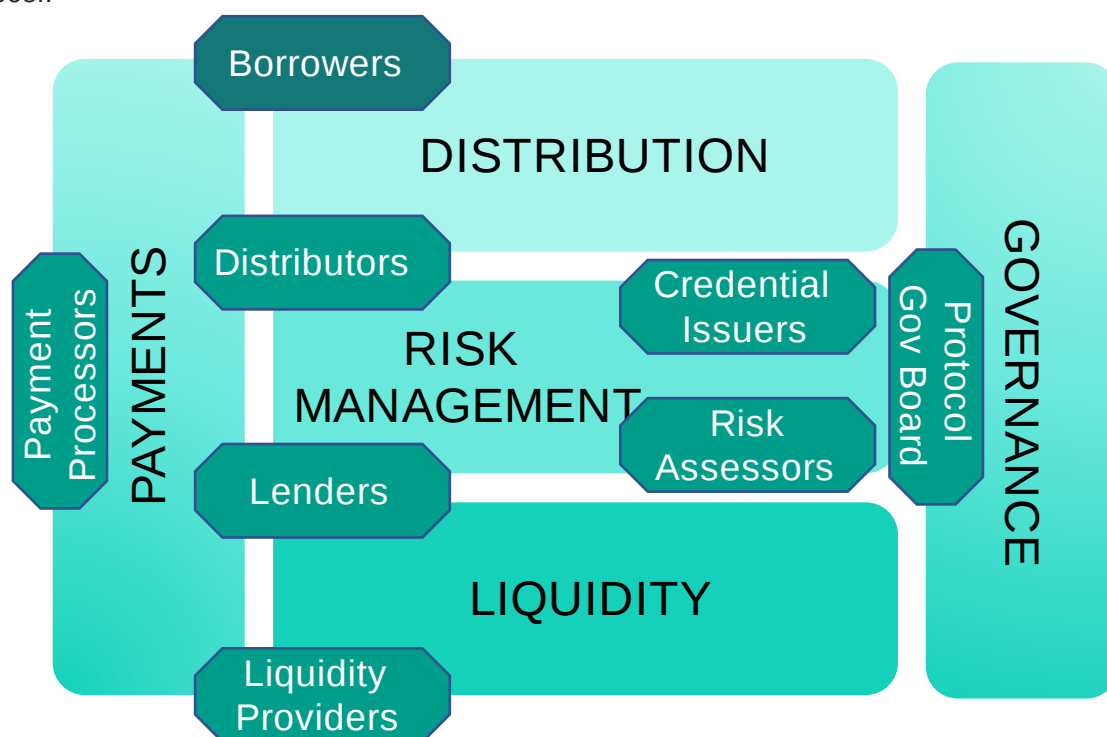 Borrowers
DISTRIBUTION
Distributors
Credential
Issuers
RISK
MANAGEMENT
Risk
Assessors
Lenders
LIQUIDITY
Liquidity
Providers
PAYMENTS
Payment
Processors
Protocol
Gov Board
GOVERNANCE